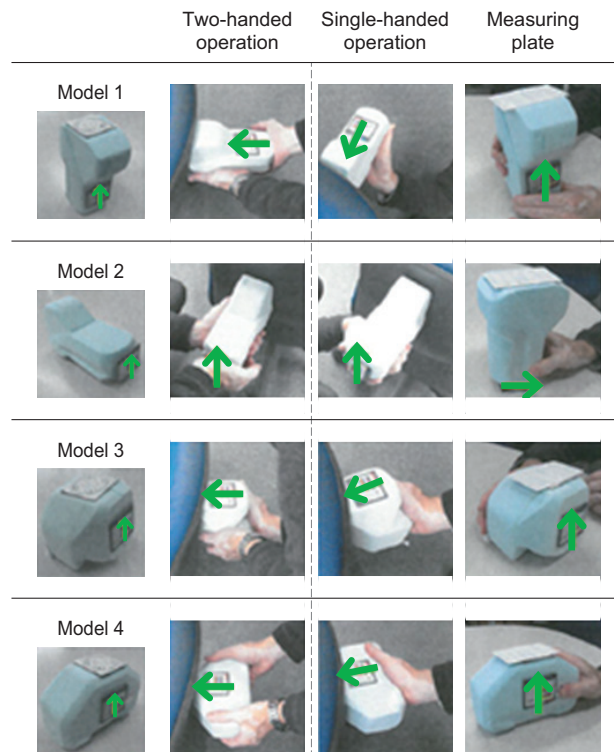 Two-handed
operation
Single-handed
operation
Measuring
plate
Model 1
Model 2
Model 3
Model 4